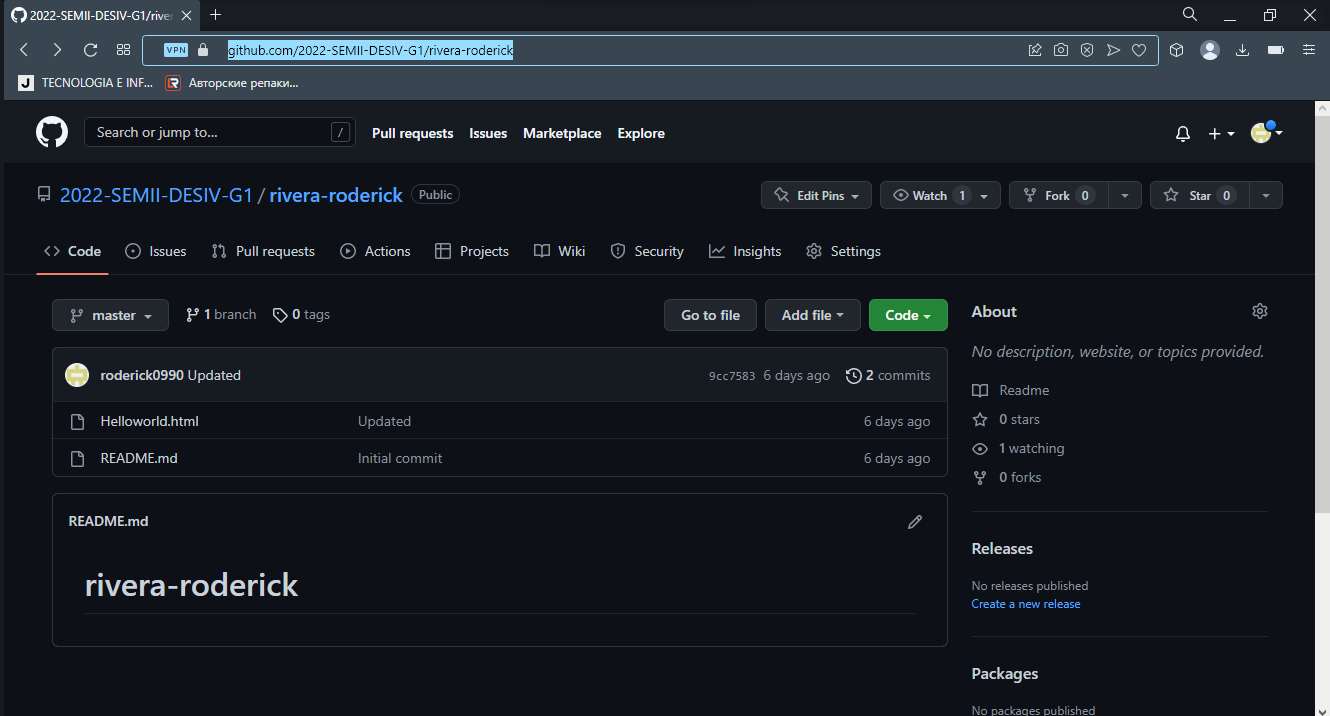 2022-SEMII-DESIV-G1/river
VPN github.com/2022-SEMII-DESIV-G1/rivera-roderick
J TECNOLOGIA E INF... R Авторские репаки...
Search or jump to... / Pull requests Issues Marketplace Explore
2022-SEMII-DESIV-G1 / rivera-roderick Public Edit Pins Watch 1 Fork 0 Star 0
Code Issues Pull requests Actions Projects Wiki Security Insights Settings
master 1 branch 0 tags Go to file Add file Code
roderick0990 Updated 9cc7583 6 days ago 2 commits
Helloworld.html Updated 6 days ago
README.md Initial commit 6 days ago
README.md
rivera-roderick
About
No description, website, or topics provided.
Readme
0 stars
1 watching
0 forks
Releases
No releases published
Create a new release
Packages
No packages published